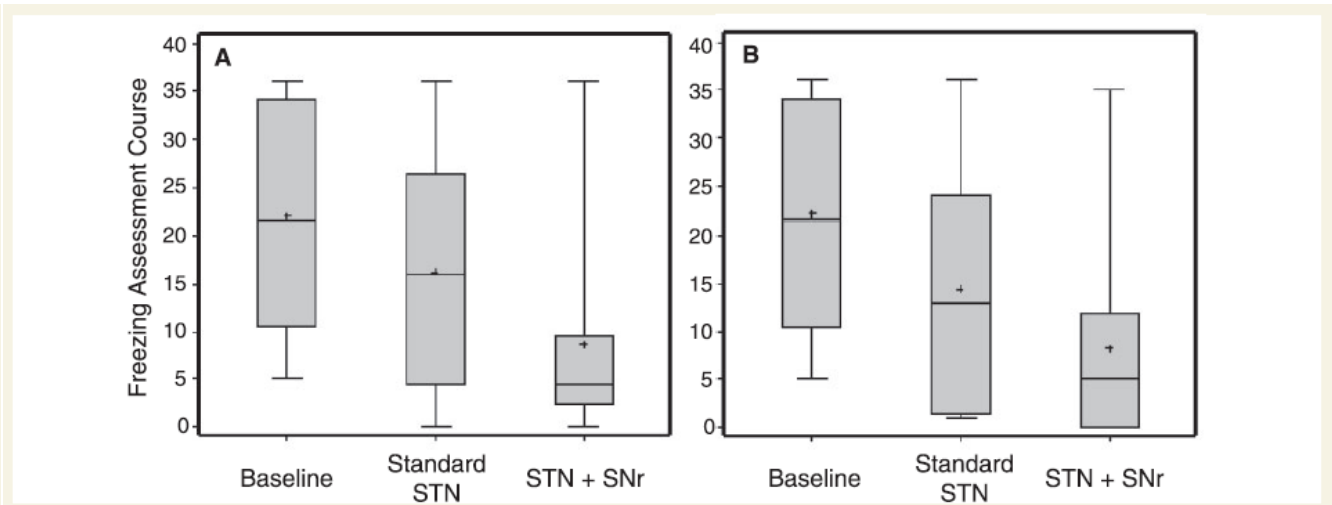 Freezing Assessment Course
A
40
35
30
25
20
15
10
5
0
Baseline
Standard
STN
STN + SNr
B
40
35
30
25
20
15
10
5
0
Baseline
Standard
STN
STN + SNr